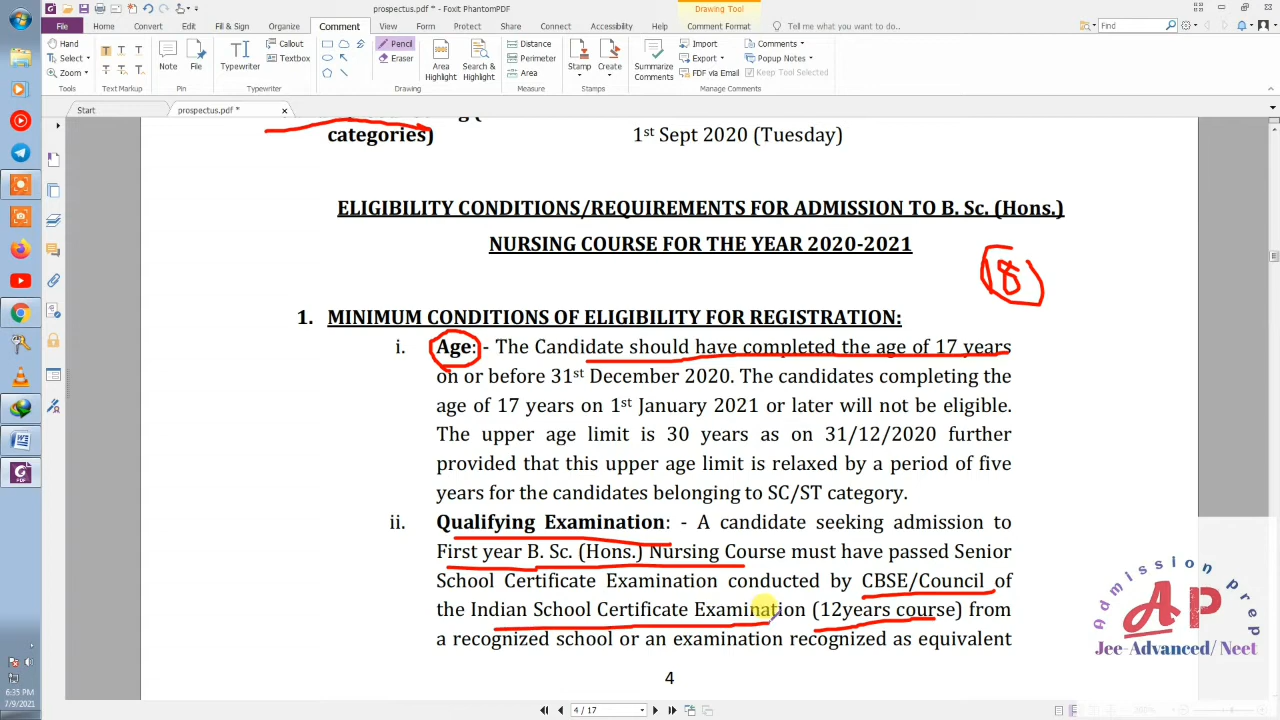 prospectus.pdf * - Foxit PhantomPDF
Drawing Tool
File Home Convert Edit Fill & Sign Organize Comment View Form Protect Share Connect Accessibility Help Comment Format Tell me what you want to do... Find
Hand Pencil Callout Distance Import Comments
Select Note File Typewriter Textbox Eraser Area Highlight Search & Highlight Perimeter Stamp Create Summarize Comments Export Popup Notes
Zoom Area FDF via Email Keep Tool Selected
Tools Text Markup Typewriter Drawing Measure Stamps Manage Comments
Start prospectus.pdf *
categories)
1st Sept 2020 (Tuesday)
ELIGIBILITY CONDITIONS/REQUIREMENTS FOR ADMISSION TO B. Sc. (Hons.)
NURSING COURSE FOR THE YEAR 2020-2021
8
1. MINIMUM CONDITIONS OF ELIGIBILITY FOR REGISTRATION:
i. Age: - The Candidate should have completed the age of 17 years
on or before 31st December 2020. The candidates completing the
age of 17 years on 1st January 2021 or later will not be eligible.
The upper age limit is 30 years as on 31/12/2020 further
provided that this upper age limit is relaxed by a period of five
years for the candidates belonging to SC/ST category.
ii. Qualifying Examination: - A candidate seeking admission to
First year B. Sc. (Hons.) Nursing Course must have passed Senior
School Certificate Examination conducted by CBSE/Council of
the Indian School Certificate Examination (12years course) from
a recognized school or an examination recognized as equivalent
4
Admission prep
AP
Jee-Advanced/ Neet
6:35 PM
7/9/2021
4 / 17